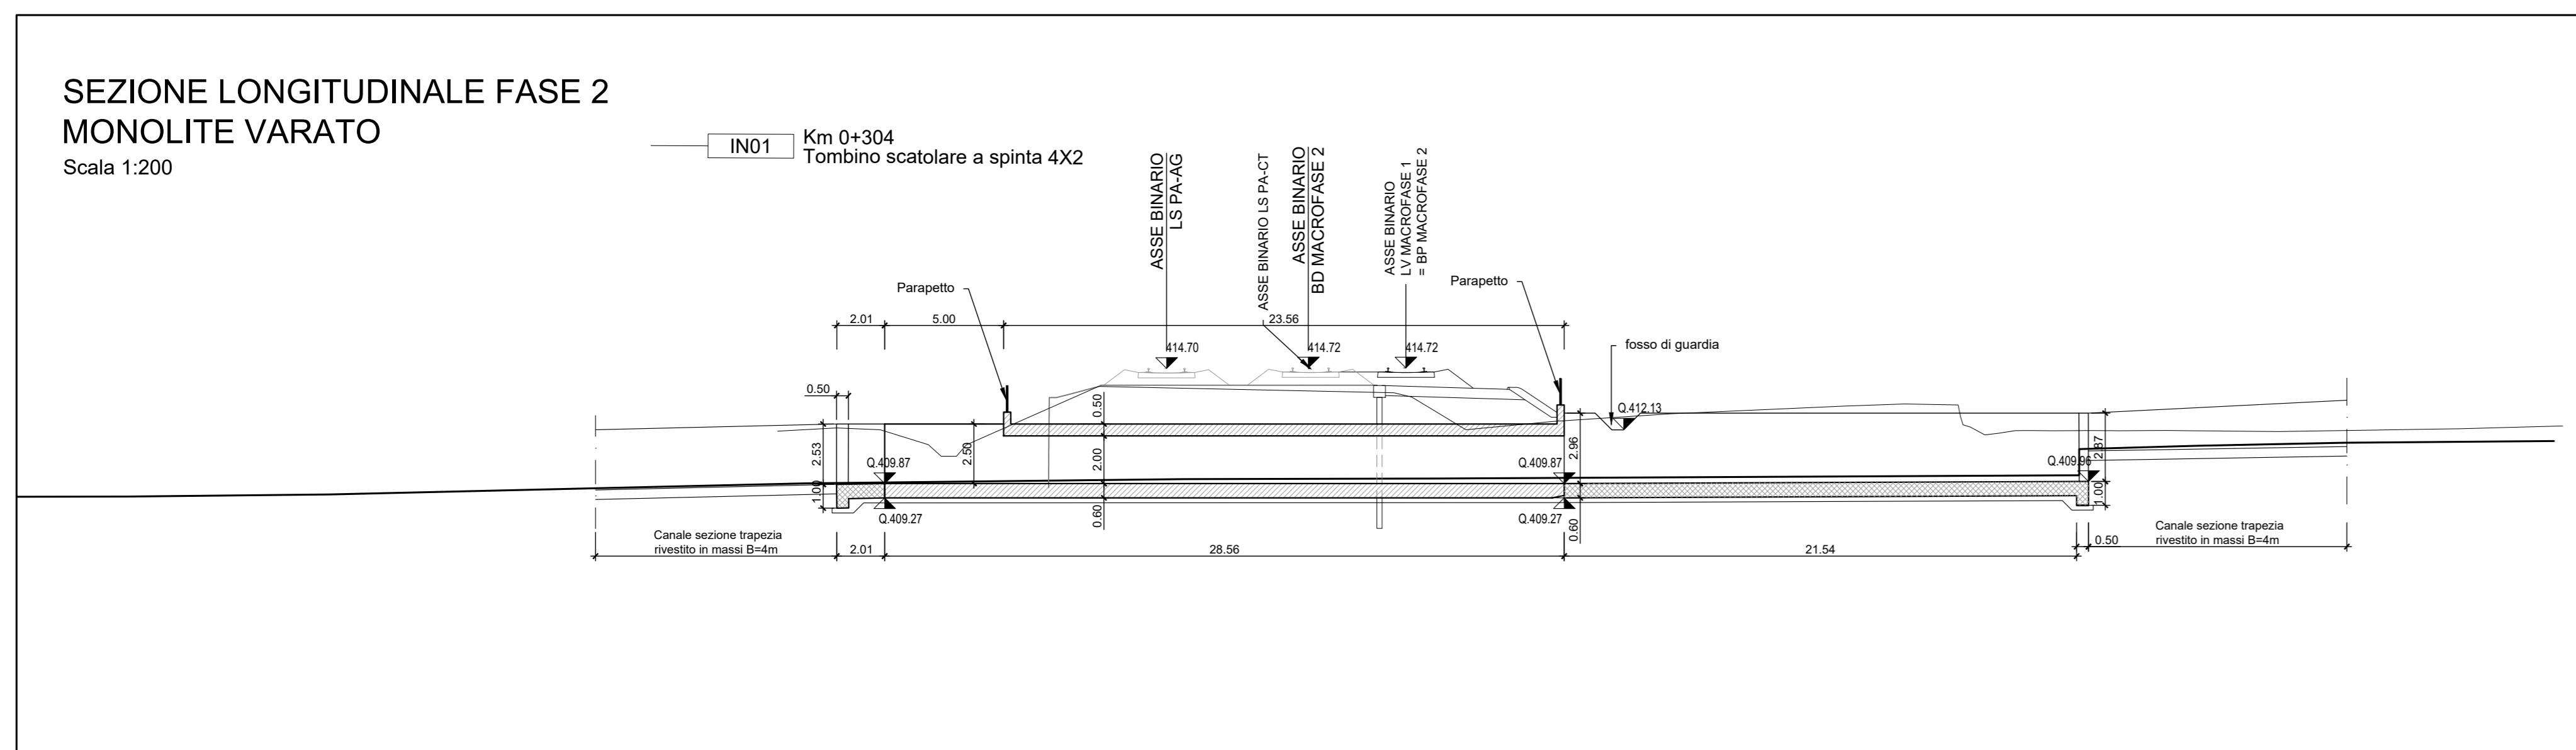 SEZIONE LONGITUDINALE FASE 2
MONOLITE VARATO
Scala 1:200
IN01
Km 0+304
Tombino scatolare a spinta 4X2
ASSE BINARIO
LS PA-AG
ASSE BINARIO LS PA-CT
ASSE BINARIO
BD MACROFASE 2
ASSE BINARIO
LV MACROFASE 1
= BP MACROFASE 2
Parapetto
Parapetto
2.01
5.00
23.56
414.70
414.72
414.72
fosso di guardia
0.50
0.50
Q.412.13
2.53
2.50
2.00
2.96
2.87
Q.409.87
Q.409.87
Q.409.96
1.00
1.00
Q.409.27
0.60
Q.409.27
0.60
Canale sezione trapezia
rivestito in massi B=4m
2.01
28.56
21.54
0.50
Canale sezione trapezia
rivestito in massi B=4m